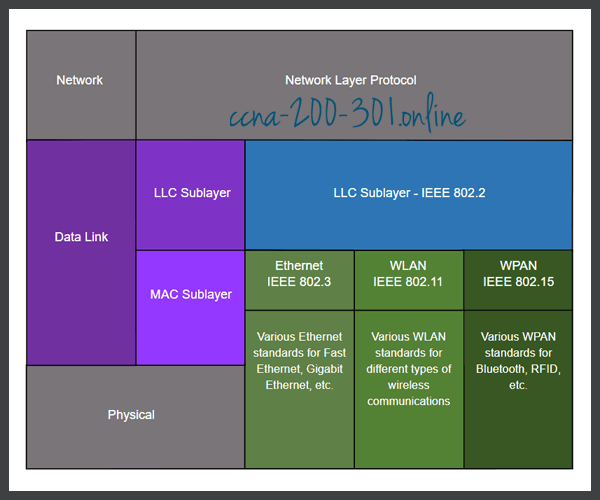 Network
Network Layer Protocol
ccna-200-301.online
Data Link
LLC Sublayer
LLC Sublayer - IEEE 802.2
MAC Sublayer
Ethernet
IEEE 802.3
WLAN
IEEE 802.11
WPAN
IEEE 802.15
Various Ethernet
standards for Fast
Ethernet, Gigabit
Ethernet, etc.
Various WLAN
standards for
different types of
wireless
communications
Various WPAN
standards for
Bluetooth, RFID,
etc.
Physical